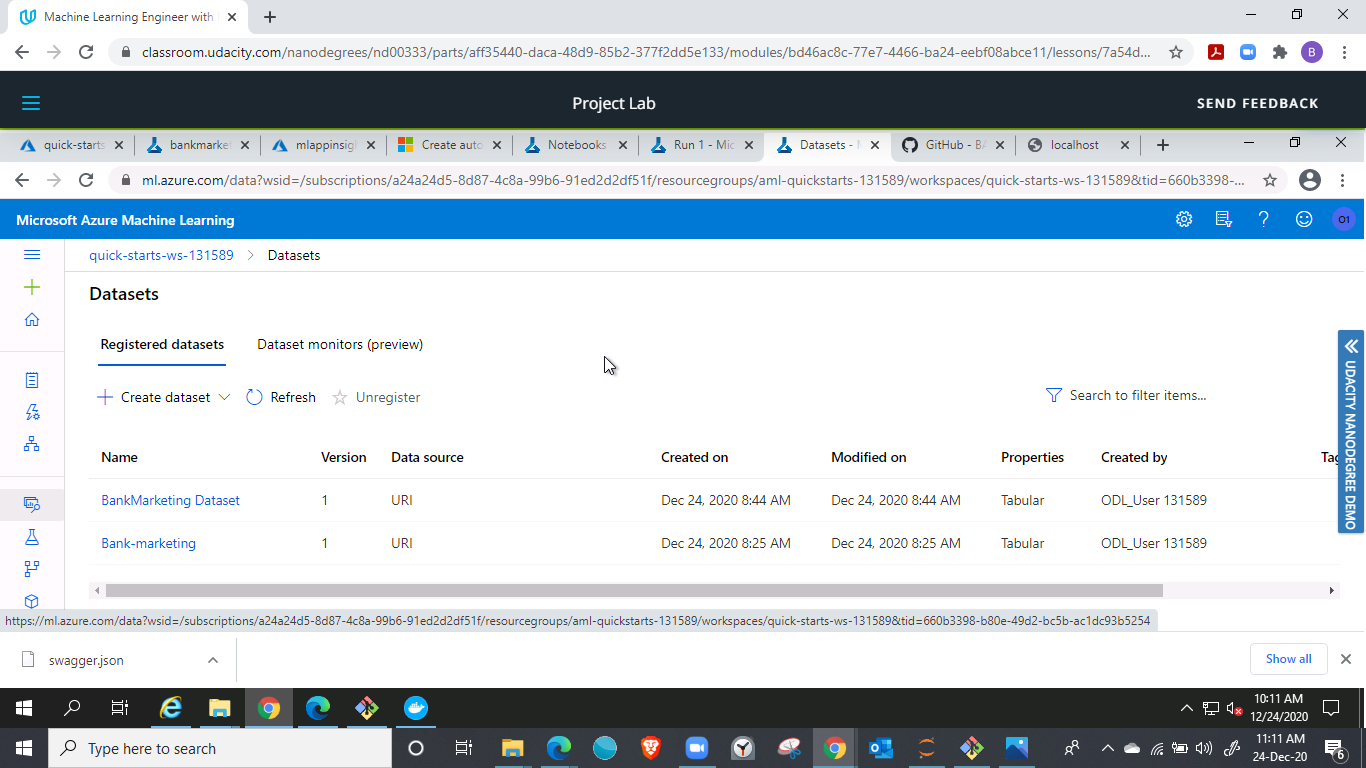 Machine Learning Engineer with
classroom.udacity.com/nanodegrees/nd00333/parts/aff35440-daca-48d9-85b2-377f2dd5e133/modules/bd46ac8c-77e7-4466-ba24-eebf08abce11/lessons/7a54d...
B
Project Lab
SEND FEEDBACK
quick-starts
bankmarke
mlappinsigh
Create auto
Notebooks
Run 1 - Mic
Datasets - M
GitHub - BA
localhost
ml.azure.com/data?wsid=/subscriptions/a24a24d5-8d87-4c8a-99b6-91ed2d2df51f/resourcegroups/aml-quickstarts-131589/workspaces/quick-starts-ws-131589&tid=660b3398-...
Microsoft Azure Machine Learning
O1
quick-starts-ws-131589 > Datasets
Datasets
Registered datasets
Dataset monitors (preview)
Create dataset
Refresh
Unregister
Search to filter items...
UDACITY NANODEGREE DEMO
Name Version Data source Created on Modified on Properties Created by Tag
BankMarketing Dataset 1 URI Dec 24, 2020 8:44 AM Dec 24, 2020 8:44 AM Tabular ODL_User 131589
Bank-marketing 1 URI Dec 24, 2020 8:25 AM Dec 24, 2020 8:25 AM Tabular ODL_User 131589
https://ml.azure.com/data?wsid=/subscriptions/a24a24d5-8d87-4c8a-99b6-91ed2d2df51f/resourcegroups/aml-quickstarts-131589/workspaces/quick-starts-ws-131589&tid=660b3398-b80e-49d2-bc5b-ac1dc93b5254
swagger.json
Show all
10:11 AM
12/24/2020
Type here to search
11:11 AM
24-Dec-20
6